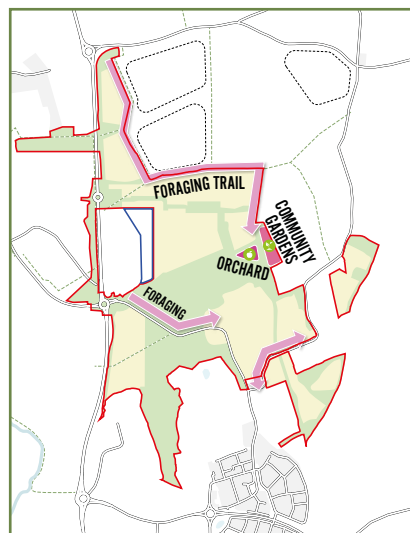 FORAGING TRAIL
COMMUNITY
GARDENS
ORCHARD
FORAGING